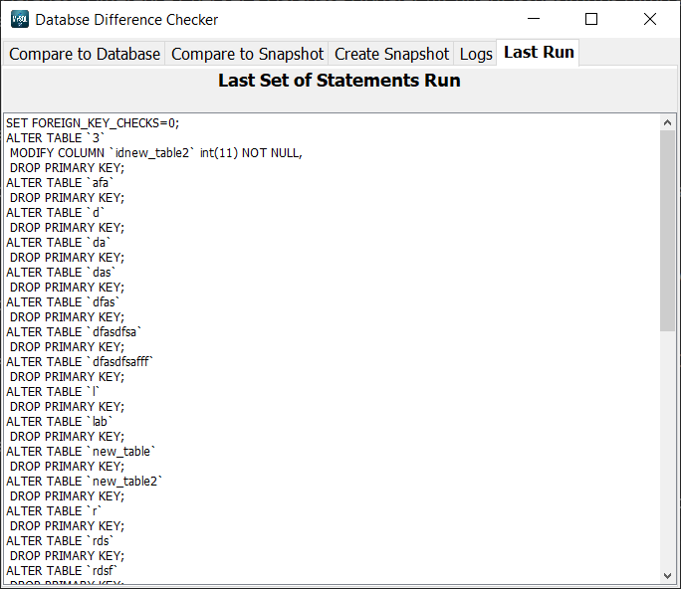 Databse Difference Checker
Compare to Database
Compare to Snapshot
Create Snapshot
Logs
Last Run
Last Set of Statements Run
SET FOREIGN_KEY_CHECKS=0;
ALTER TABLE `3`
MODIFY COLUMN `idnew_table2` int(11) NOT NULL,
DROP PRIMARY KEY;
ALTER TABLE `afa`
DROP PRIMARY KEY;
ALTER TABLE `d`
DROP PRIMARY KEY;
ALTER TABLE `da`
DROP PRIMARY KEY;
ALTER TABLE `das`
DROP PRIMARY KEY;
ALTER TABLE `dfas`
DROP PRIMARY KEY;
ALTER TABLE `dfasdfsa`
DROP PRIMARY KEY;
ALTER TABLE `dfasdfsafff`
DROP PRIMARY KEY;
ALTER TABLE `l`
DROP PRIMARY KEY;
ALTER TABLE `lab`
DROP PRIMARY KEY;
ALTER TABLE `new_table`
DROP PRIMARY KEY;
ALTER TABLE `new_table2`
DROP PRIMARY KEY;
ALTER TABLE `r`
DROP PRIMARY KEY;
ALTER TABLE `rds`
DROP PRIMARY KEY;
ALTER TABLE `rdsf`
DROP PRIMARY KEY;